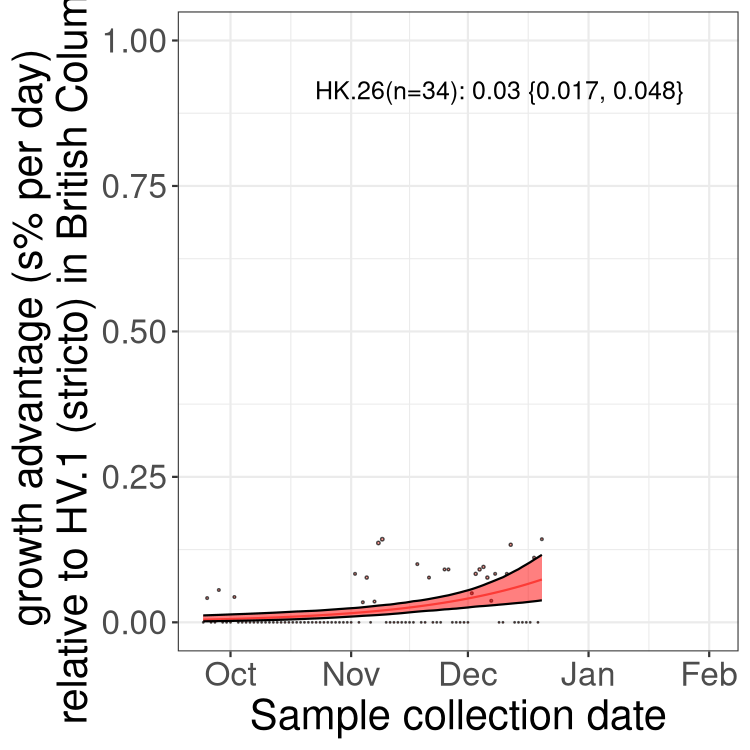 growth advantage (s% per day)
relative to HV.1 (stricto) in British Colum
1.00
0.75
0.50
0.25
0.00
HK.26(n=34): 0.03 {0.017, 0.048}
Oct Nov Dec Jan Feb
Sample collection date